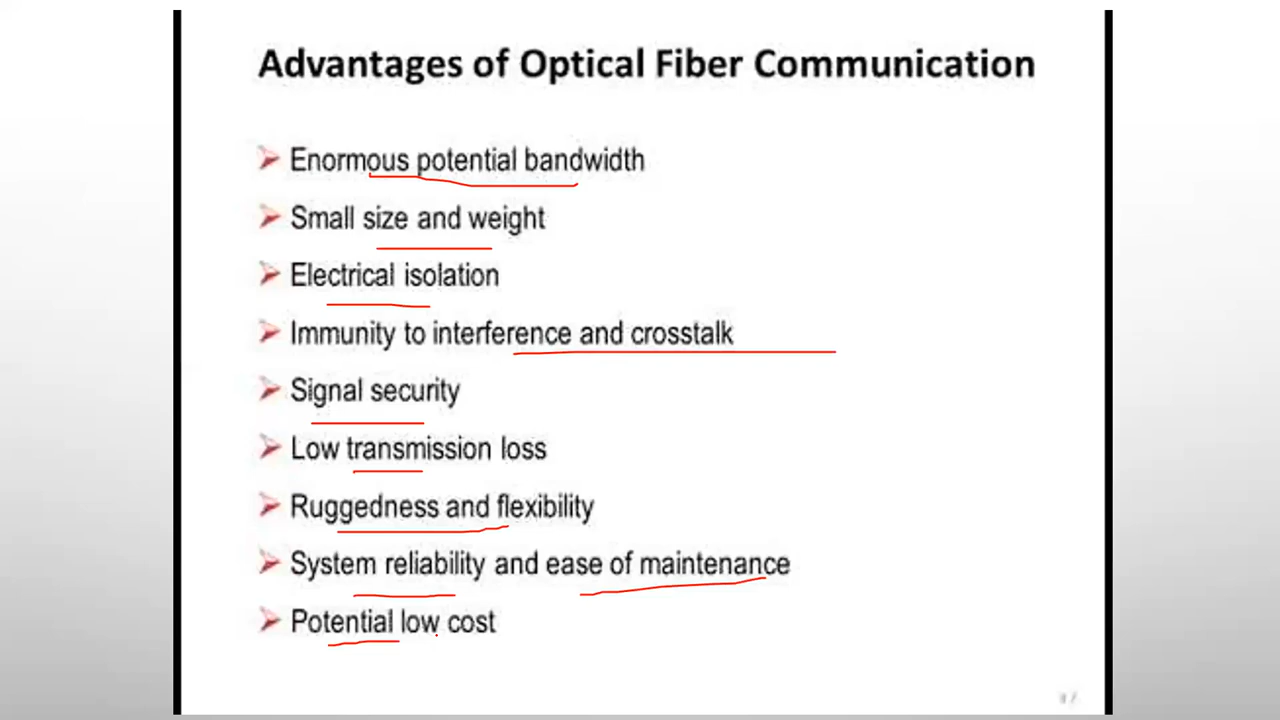 Advantages of Optical Fiber Communication
Enormous potential bandwidth
Small size and weight
Electrical isolation
Immunity to interference and crosstalk
Signal security
Low transmission loss
Ruggedness and flexibility
System reliability and ease of maintenance
Potential low cost